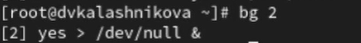 [root@dvkalashnikova ~]# bg 2
[2] yes > /dev/null &